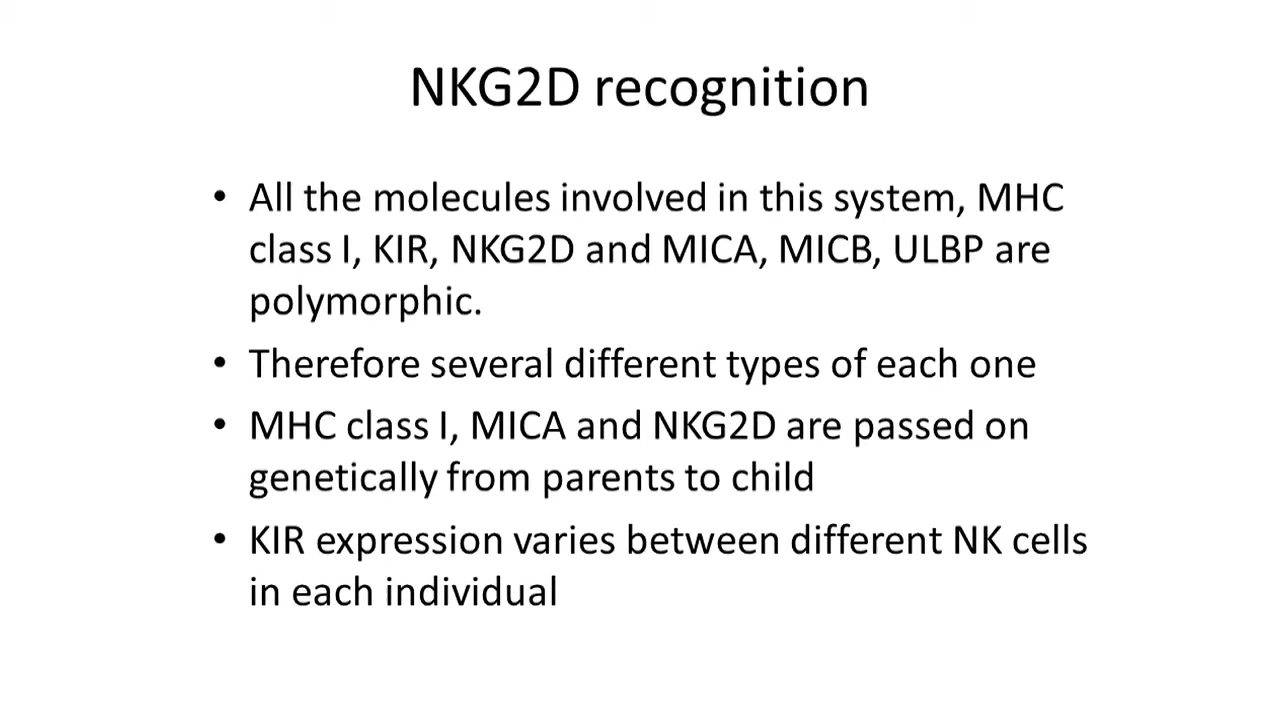 NKG2D recognition
• All the molecules involved in this system, MHC
class I, KIR, NKG2D and MICA, MICB, ULBP are
polymorphic.
• Therefore several different types of each one
• MHC class I, MICA and NKG2D are passed on
genetically from parents to child
• KIR expression varies between different NK cells
in each individual